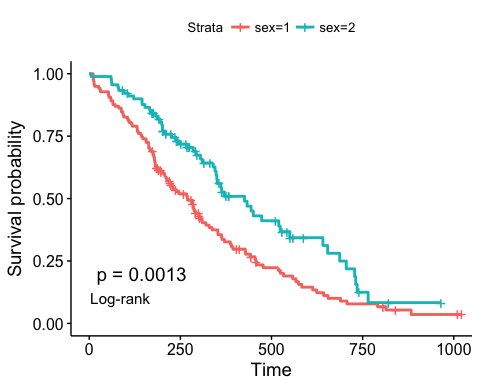 Strata sex=1 sex=2
Survival probability
1.00
0.75
0.50
0.25
0.00
p = 0.0013
Log-rank
0 250 500 750 1000
Time